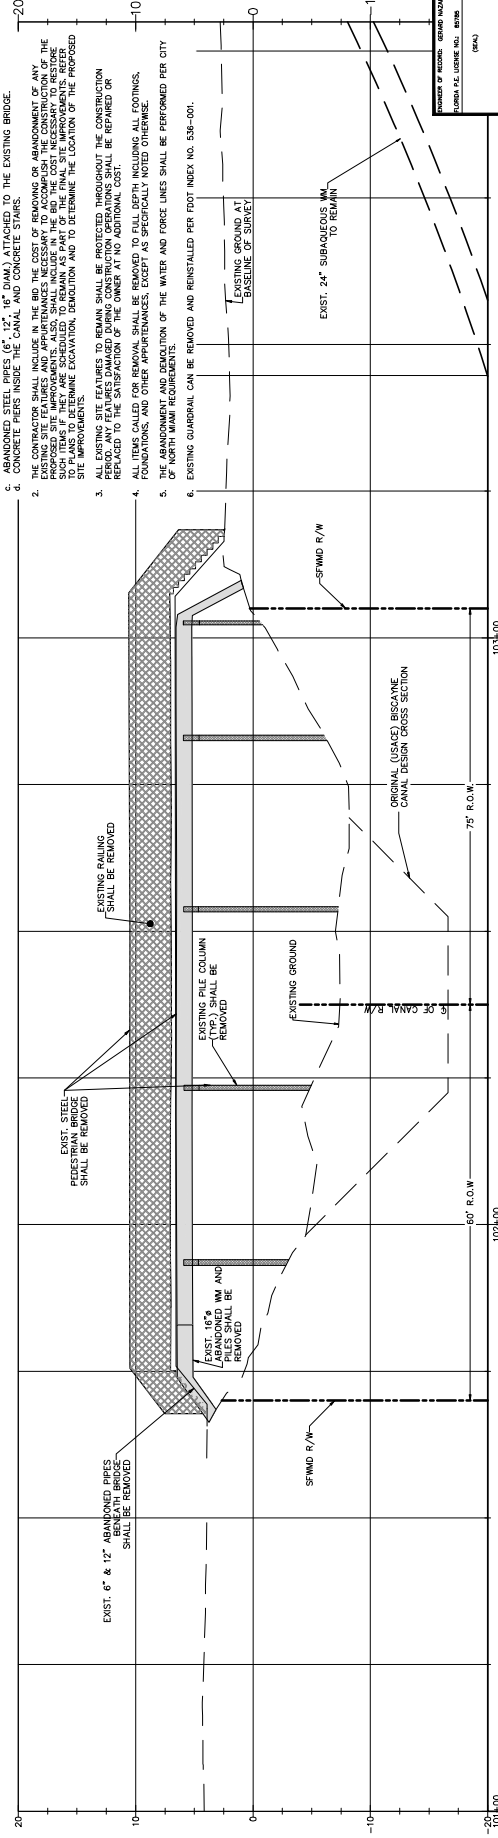 c. ABANDONED STEEL PIPES (6", 12", 16" DIAM.) ATTACHED TO THE EXISTING BRIDGE.
d. CONCRETE PIERS INSIDE THE CANAL AND CONCRETE STAIRS.
2. THE CONTRACTOR SHALL INCLUDE IN THE BID THE COST OF REMOVING OR ABANDONMENT OF ANY
EXISTING SITE FEATURES AND APPURTENANCES NECESSARY TO ACCOMPLISH THE CONSTRUCTION OF THE
PROPOSED SITE IMPROVEMENTS. ALSO, SHALL INCLUDE IN THE BID THE COST NECESSARY TO RESTORE
SUCH ITEMS IF THEY ARE SCHEDULED TO REMAIN AS PART OF THE FINAL SITE IMPROVEMENTS. REFER
TO PLANS TO DETERMINE EXCAVATION, DEMOLITION AND TO DETERMINE THE LOCATION OF THE PROPOSED
SITE IMPROVEMENTS.
3. ALL EXISTING SITE FEATURES TO REMAIN SHALL BE PROTECTED THROUGHOUT THE CONSTRUCTION
PERIOD. ANY FEATURES DAMAGED DURING CONSTRUCTION OPERATIONS SHALL BE REPAIRED OR
REPLACED TO THE SATISFACTION OF THE OWNER AT NO ADDITIONAL COST.
4. ALL ITEMS CALLED FOR REMOVAL SHALL BE REMOVED TO FULL DEPTH INCLUDING ALL FOOTINGS,
FOUNDATIONS, AND OTHER APPURTENANCES, EXCEPT AS SPECIFICALLY NOTED OTHERWISE.
5. THE ABANDONMENT AND DEMOLITION OF THE WATER AND FORCE LINES SHALL BE PERFORMED PER CITY
OF NORTH MIAMI REQUIREMENTS.
6. EXISTING GUARDRAIL CAN BE REMOVED AND REINSTALLED PER FDOT INDEX NO. 536-001.
20
10
0
-10
-20
20
10
0
-1
EXIST. 6" & 12" ABANDONED PIPES
BENEATH BRIDGE
SHALL BE REMOVED
EXIST. STEEL
PEDESTRIAN BRIDGE
SHALL BE REMOVED
EXISTING RAILING
SHALL BE REMOVED
EXIST. 16"ø
ABANDONED WM AND
PILES SHALL BE
REMOVED
EXISTING PILE COLUMN
(TYP.) SHALL BE
REMOVED
EXISTING GROUND
EXISTING GROUND AT
BASELINE OF SURVEY
EXIST. 24" SUBAQUEOUS WM
TO REMAIN
SFWMD R/W
SFWMD R/W
ORIGINAL (USACE) BISCAYNE
CANAL DESIGN CROSS SECTION
OF CANAL R/W
60' R.O.W
75' R.O.W.
101+00
102+00
103+00
ENGINEER OF RECORD: GERARD
FLORIDA P.E. LICENSE NO.:
(SEAL)